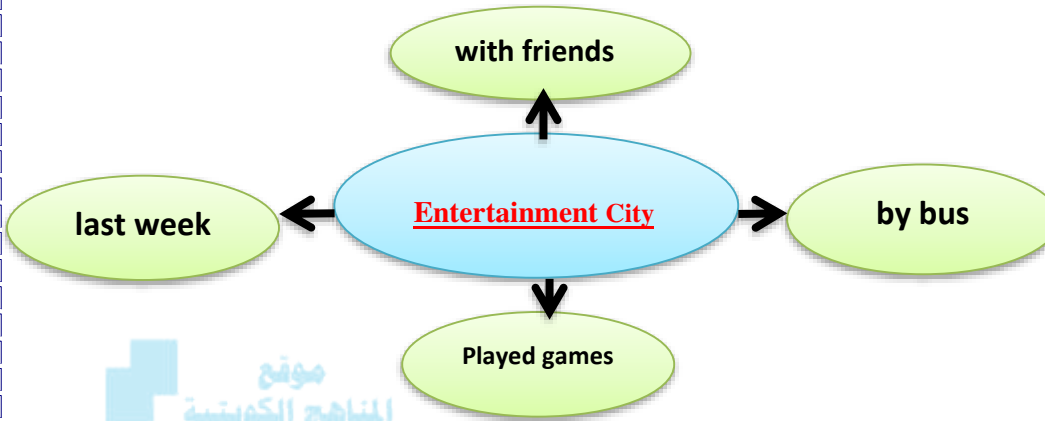 with friends
last week
Entertainment City
by bus
Played games
موقع
المناهج الكويتية